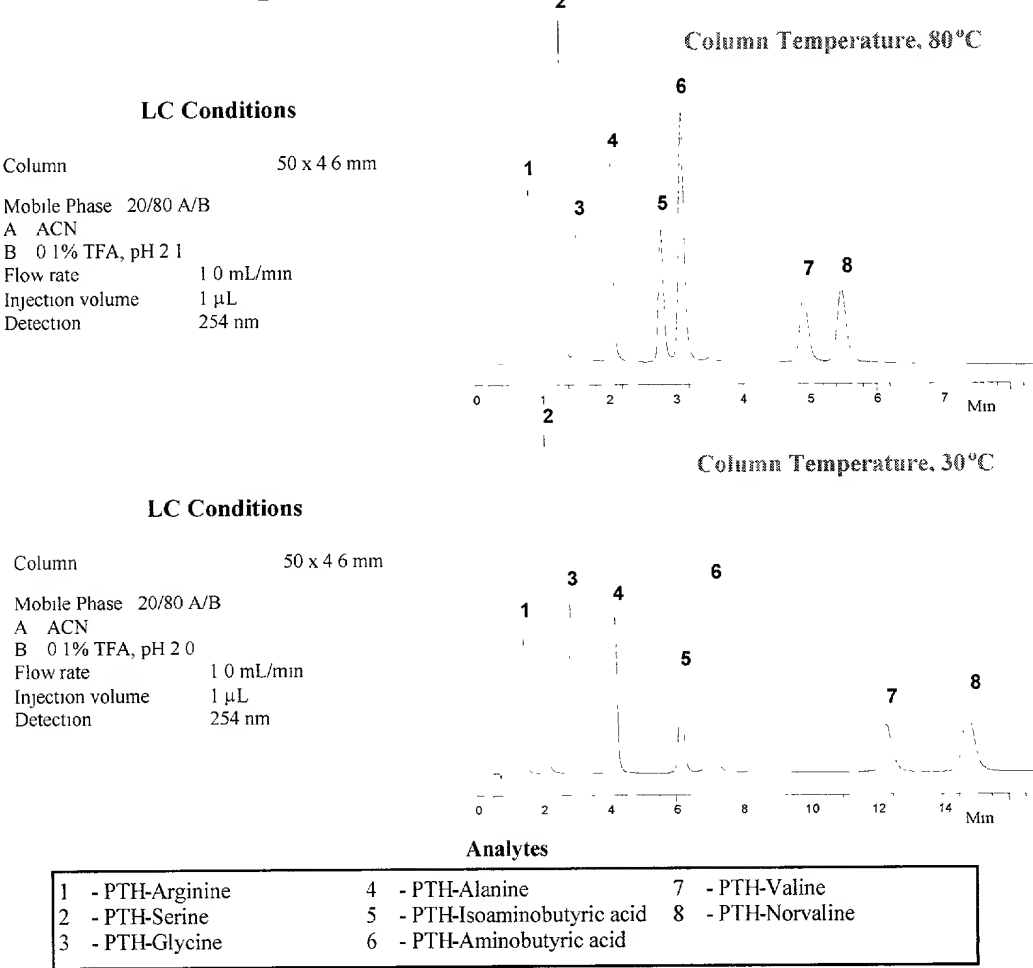 2
Column Temperature, 80°C
LC Conditions
Column 50 x 4 6 mm
Mobile Phase 20/80 A/B
A ACN
B 0 1% TFA, pH 2 1
Flow rate 1 0 mL/min
Injection volume 1 µL
Detection 254 nm
1 3 4 5 6 7 8
0 1 2 3 4 5 6 7 Min
2
Column Temperature, 30°C
LC Conditions
Column 50 x 4 6 mm
Mobile Phase 20/80 A/B
A ACN
B 0 1% TFA, pH 2 0
Flow rate 1 0 mL/min
Injection volume 1 µL
Detection 254 nm
1 3 4 5 6 7 8
0 2 4 6 8 10 12 14 Min
Analytes
1 - PTH-Arginine 4 - PTH-Alanine 7 - PTH-Valine
2 - PTH-Serine 5 - PTH-Isoaminobutyric acid 8 - PTH-Norvaline
3 - PTH-Glycine 6 - PTH-Aminobutyric acid